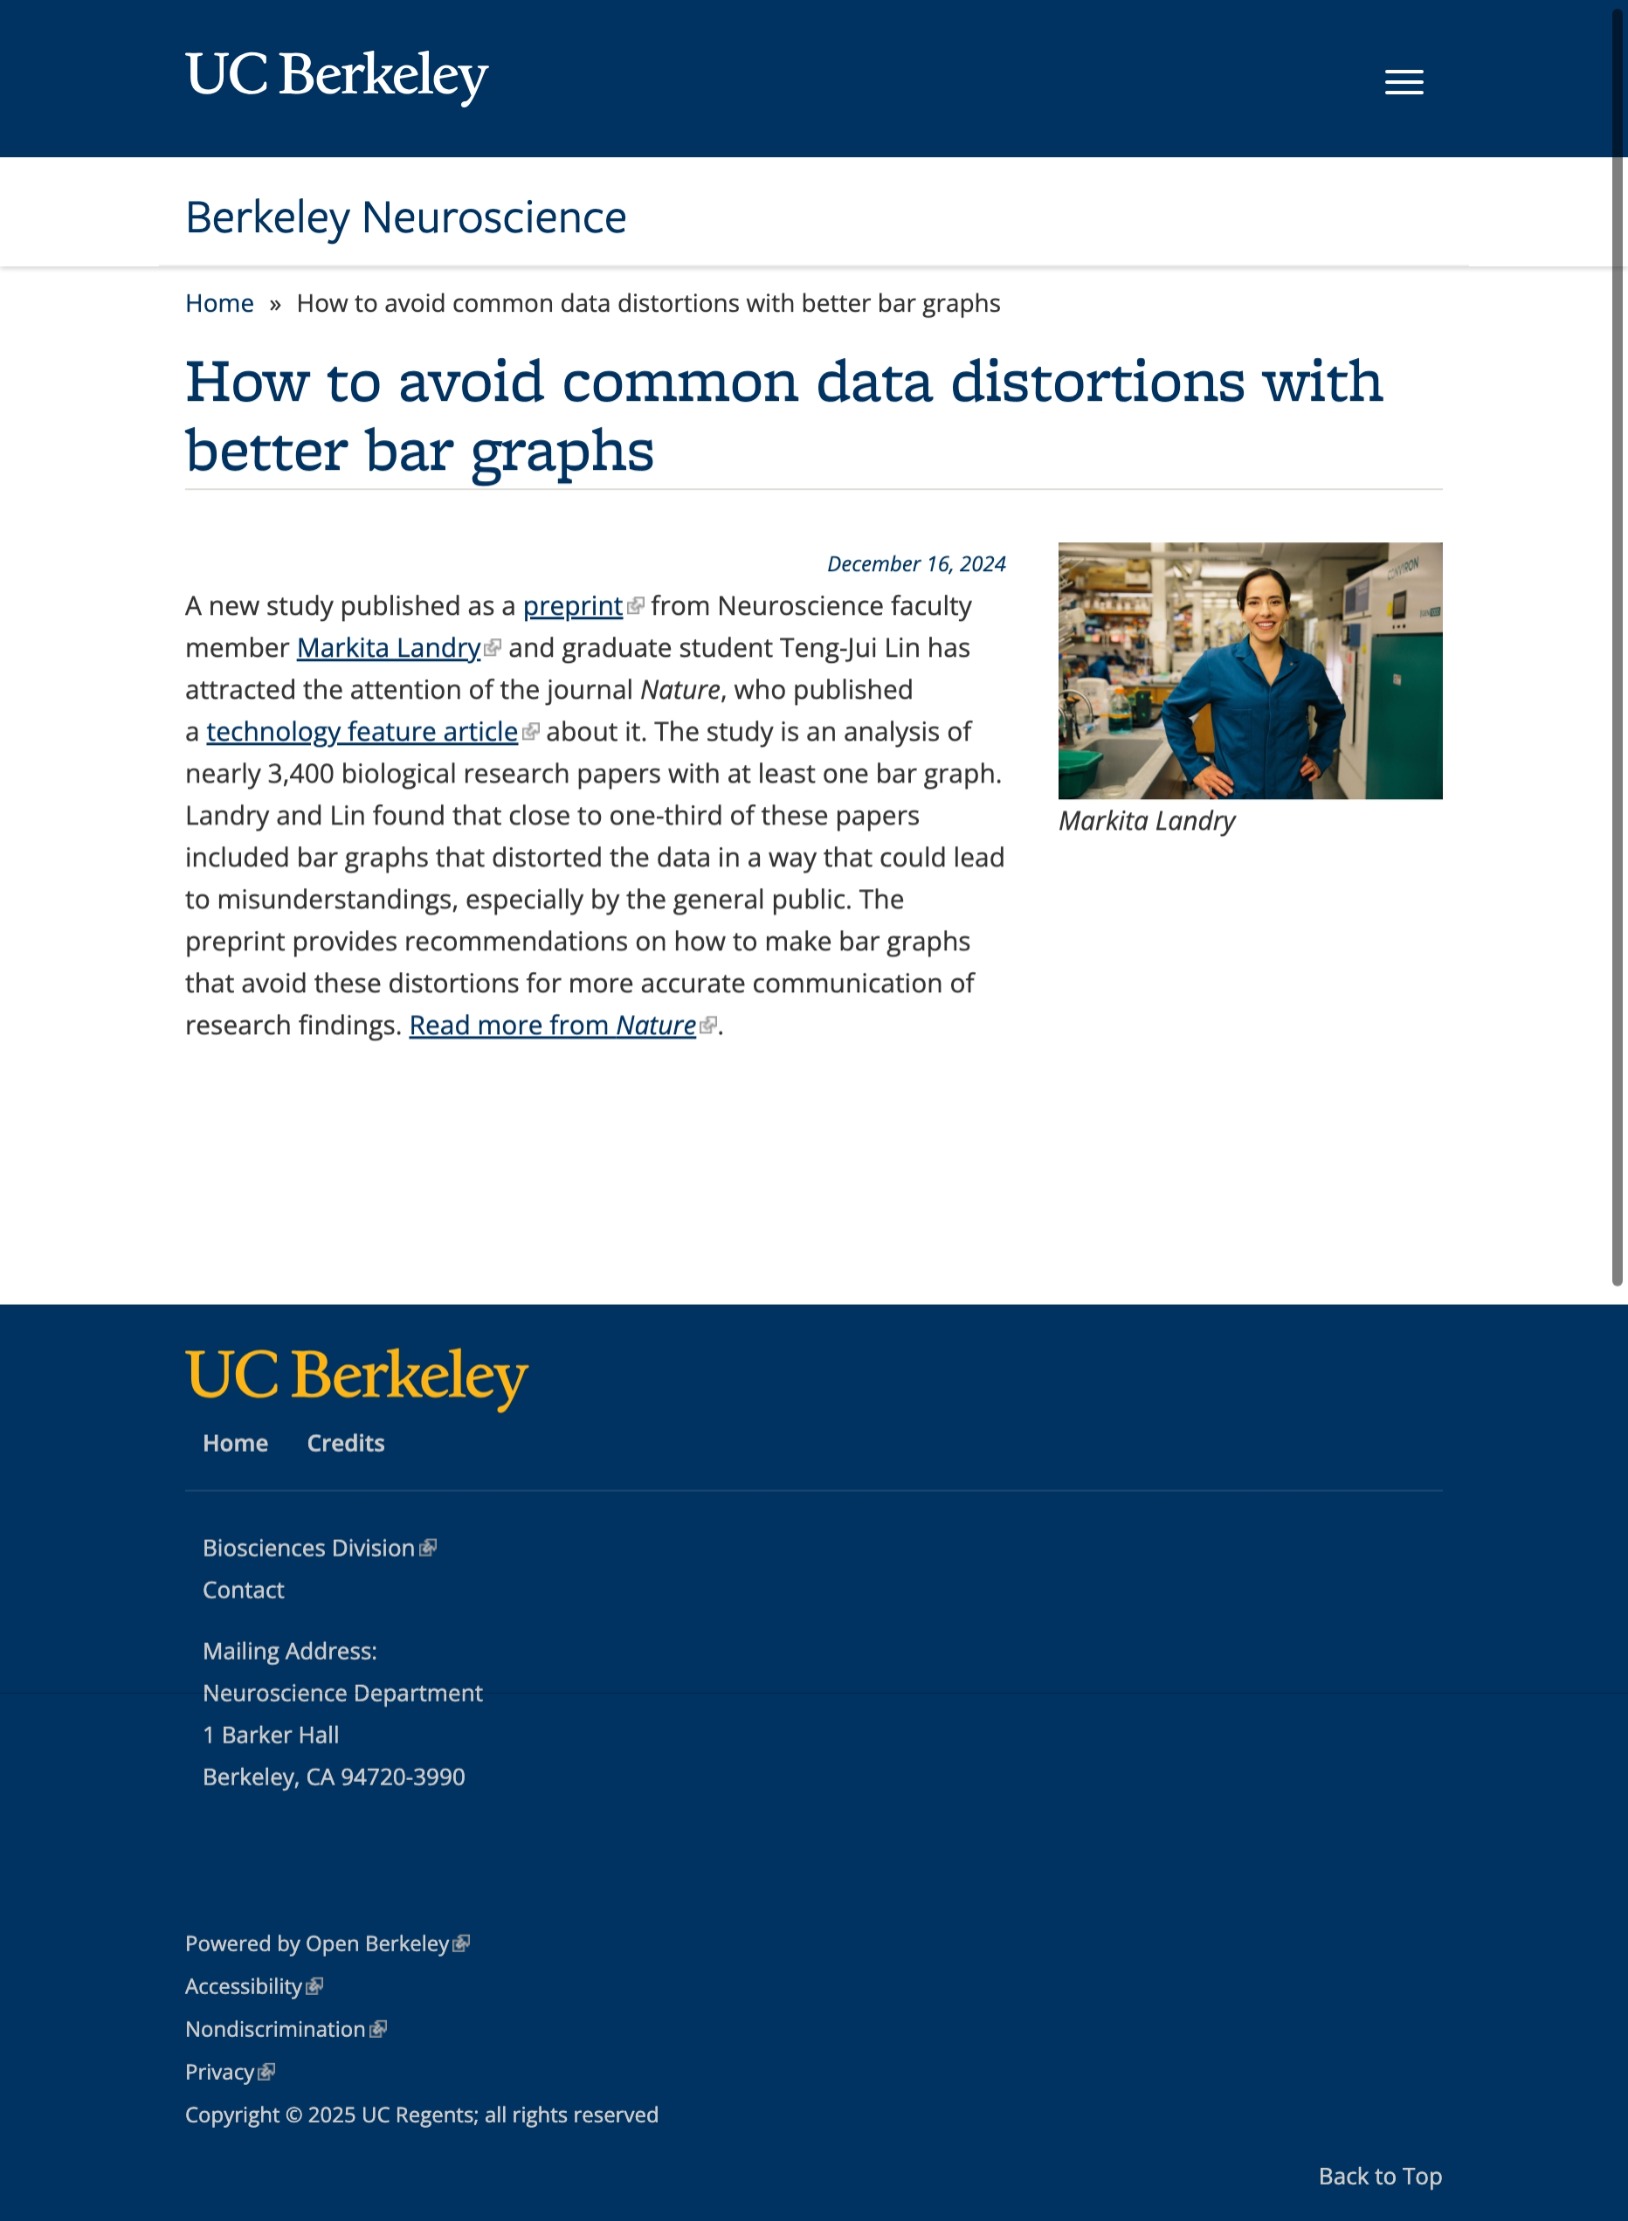 UC Berkeley
Berkeley Neuroscience
Home » How to avoid common data distortions with better bar graphs
How to avoid common data distortions with
better bar graphs
December 16, 2024
A new study published as a preprint from Neuroscience faculty
member Markita Landry and graduate student Teng-Jui Lin has
attracted the attention of the journal Nature, who published
a technology feature article about it. The study is an analysis of
nearly 3,400 biological research papers with at least one bar graph.
Landry and Lin found that close to one-third of these papers
included bar graphs that distorted the data in a way that could lead
to misunderstandings, especially by the general public. The
preprint provides recommendations on how to make bar graphs
that avoid these distortions for more accurate communication of
research findings. Read more from Nature.
CONVIRON
Markita Landry
UC Berkeley
Home Credits
Biosciences Division
Contact
Mailing Address:
Neuroscience Department
1 Barker Hall
Berkeley, CA 94720-3990
Powered by Open Berkeley
Accessibility
Nondiscrimination
Privacy
Copyright © 2025 UC Regents; all rights reserved
Back to Top